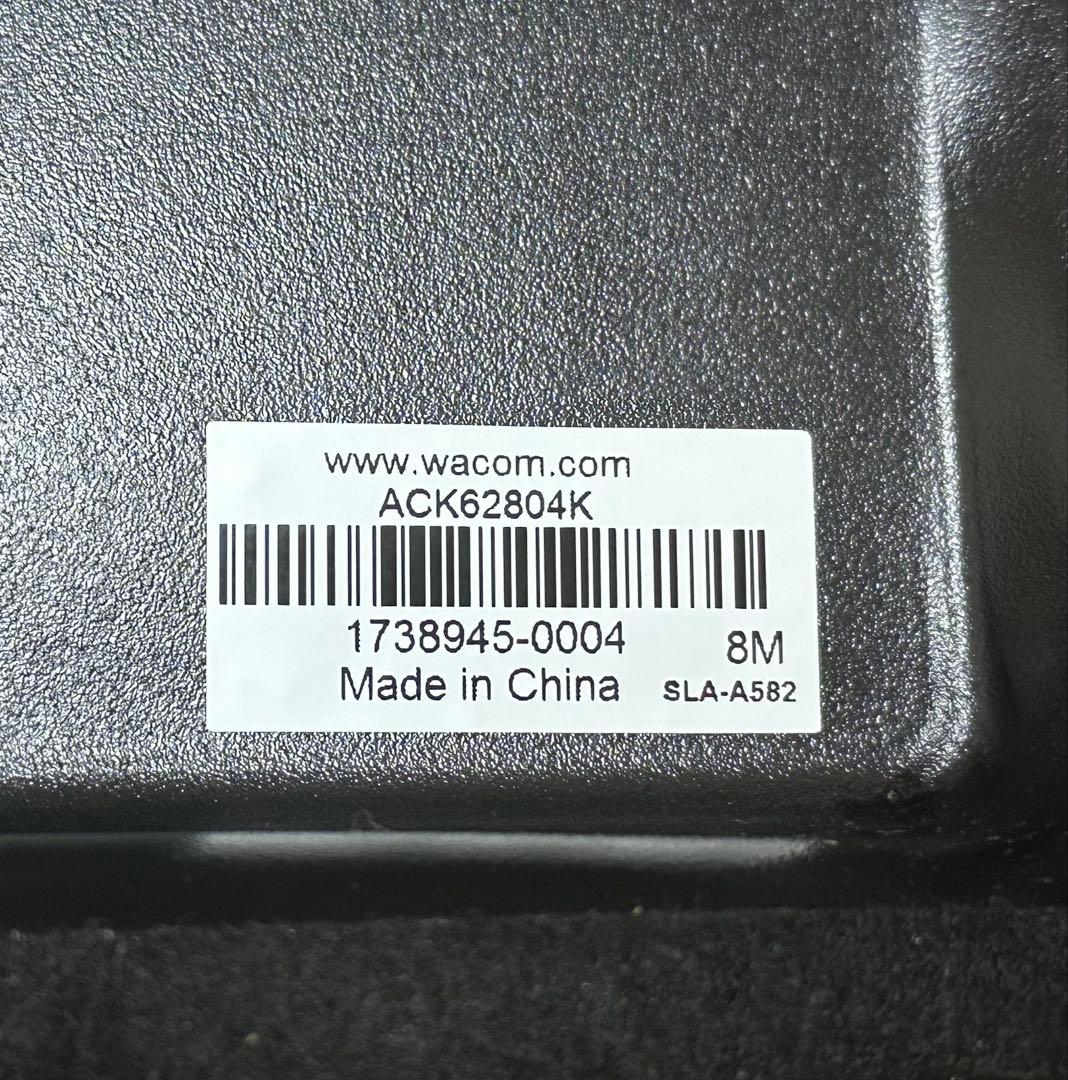 www.wacom.com
ACK62804K
1738945-0004 8M
Made in China SLA-A582